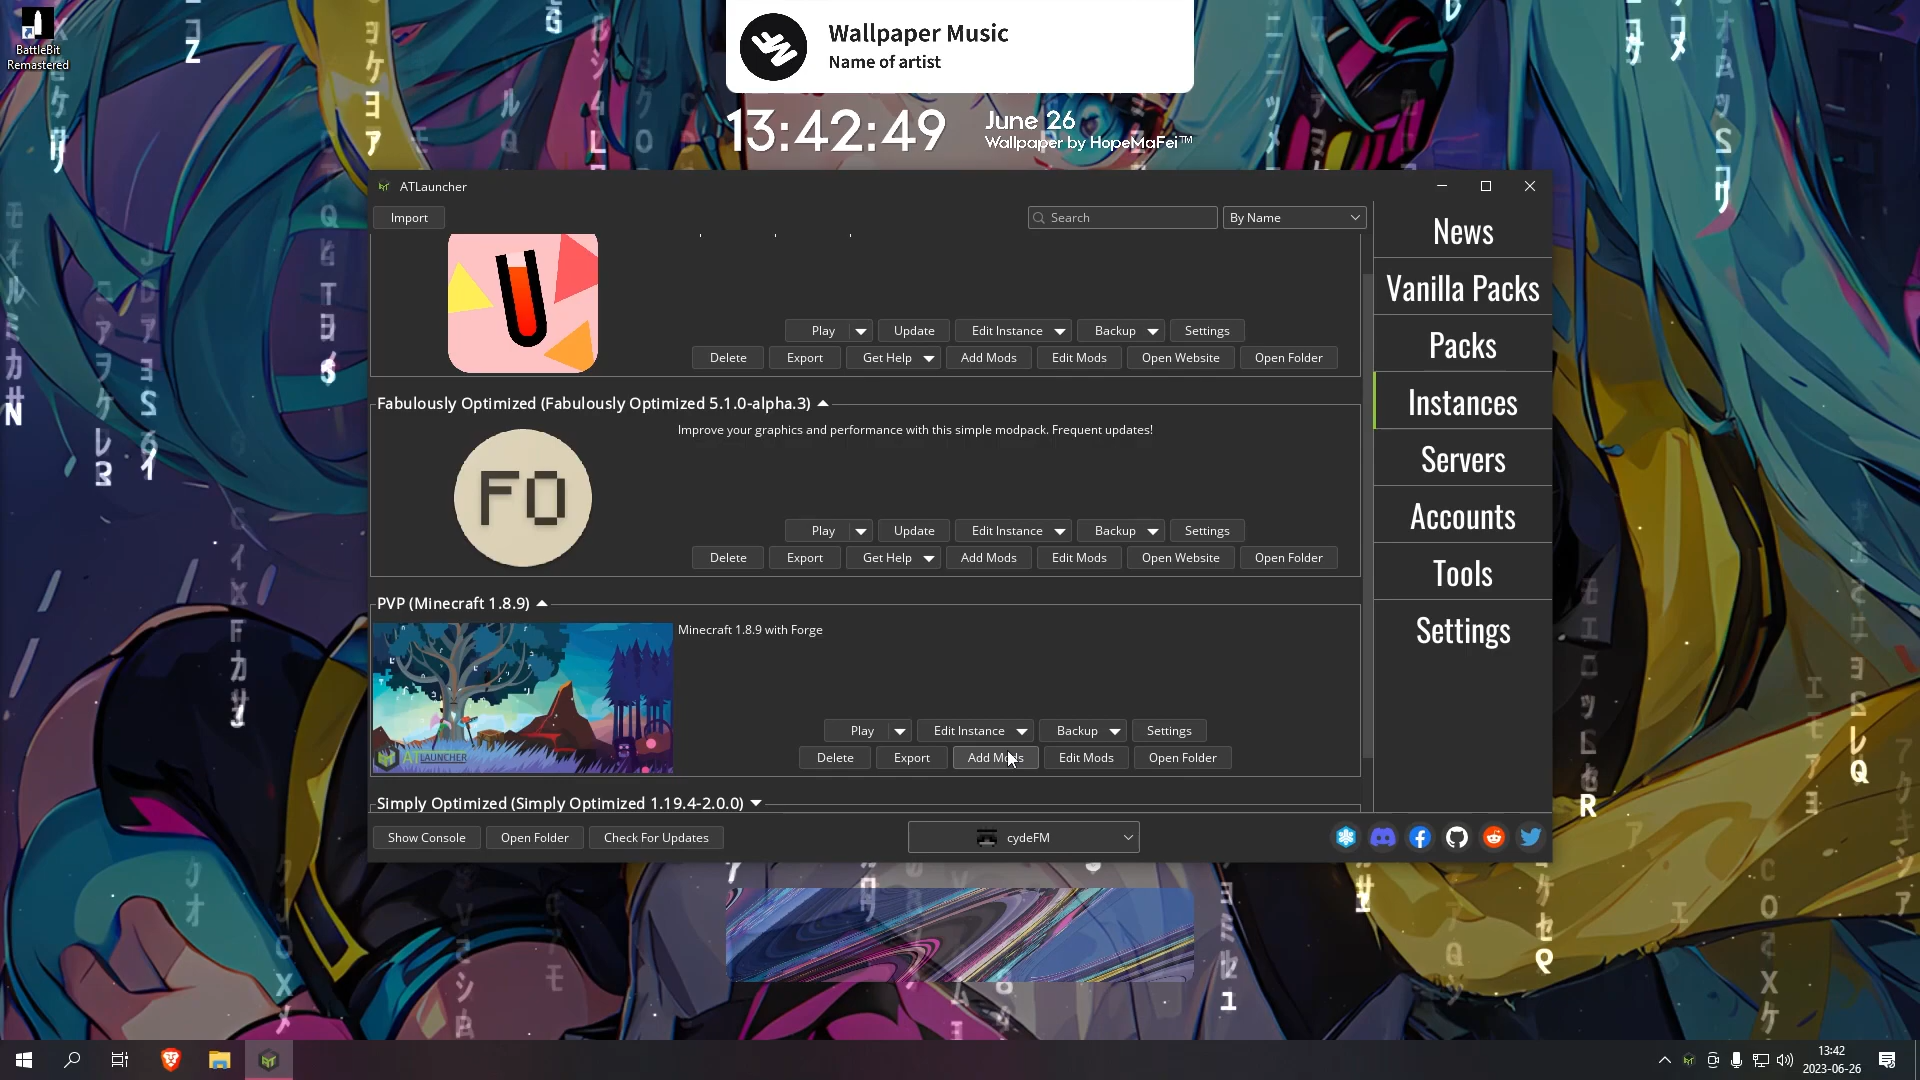 BattleBit
Remastered
Wallpaper Music
Name of artist
13:42:49
June 26
Wallpaper by HopeMaFei™
ATLauncher
Import
Search
By Name
Play
Update
Edit Instance
Backup
Settings
Delete
Export
Get Help
Add Mods
Edit Mods
Open Website
Open Folder
Fabulously Optimized (Fabulously Optimized 5.1.0-alpha.3)
FO
Improve your graphics and performance with this simple modpack. Frequent updates!
Play
Update
Edit Instance
Backup
Settings
Delete
Export
Get Help
Add Mods
Edit Mods
Open Website
Open Folder
PVP (Minecraft 1.8.9)
ATLAUNCHER
Minecraft 1.8.9 with Forge
Play
Edit Instance
Backup
Settings
Delete
Export
Add Mods
Edit Mods
Open Folder
Simply Optimized (Simply Optimized 1.19.4-2.0.0)
News
Vanilla Packs
Packs
Instances
Servers
Accounts
Tools
Settings
Show Console
Open Folder
Check For Updates
cydeFM
13:42
2023-06-26